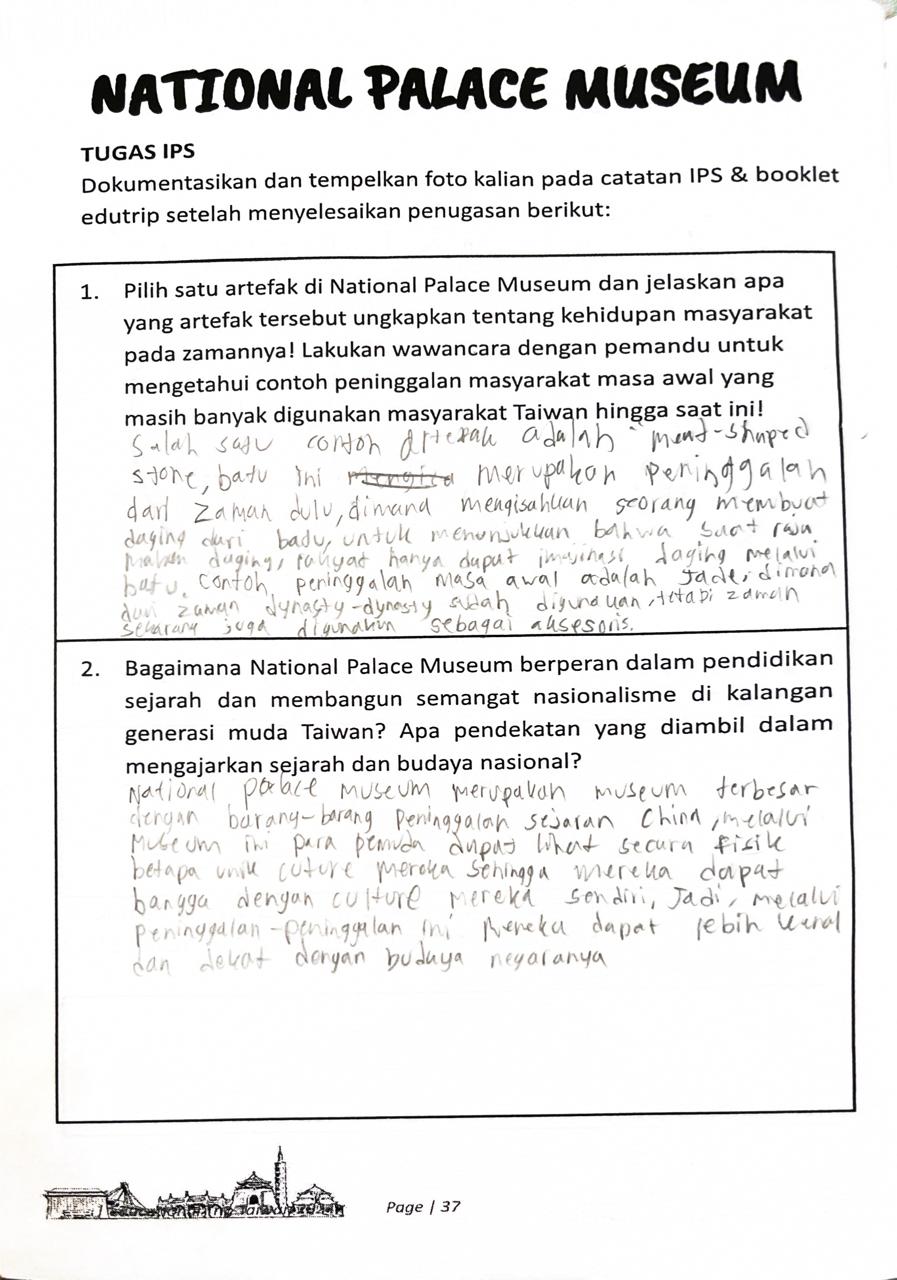 NATIONAL PALACE MUSEUM
TUGAS IPS
Dokumentasikan dan tempelkan foto kalian pada catatan IPS & booklet
edutrip setelah menyelesaikan penugasan berikut:
1. Pilih satu artefak di National Palace Museum dan jelaskan apa
yang artefak tersebut ungkapkan tentang kehidupan masyarakat
pada zamannya! Lakukan wawancara dengan pemandu untuk
mengetahui contoh peninggalan masyarakat masa awal yang
masih banyak digunakan masyarakat Taiwan hingga saat ini!
Salah satu contoh artefak adalah meat-shaped
stone, batu ini merupakan peninggalah
dari zaman dulu, dimana mengisahkan seorang membuat
daging dari batu, untuk menunjukkan bahwa saat raja
makan daging, rakyat hanya dapat imajinasi daging melalui
batu. Contoh peninggalah masa awal adalah Jade, dimana
dari zaman dynasty-dynasty sudah digunakan, tetapi zaman
sekarang juga digunakan sebagai aksesoris.
2. Bagaimana National Palace Museum berperan dalam pendidikan
sejarah dan membangun semangat nasionalisme di kalangan
generasi muda Taiwan? Apa pendekatan yang diambil dalam
mengajarkan sejarah dan budaya nasional?
National Palace Museum merupakan museum terbesar
dengan barang-barang peninggalan sejarah China, melalui
Museum ini para pemuda dapat lihat secara fisik
betapa unik cuture mereka sehingga mereka dapat
bangga dengan culture mereka sendiri, Jadi, melalui
peninggalan-peninggalan ini mereka dapat lebih kenal
dan dekat dengan budaya negaranya
Page | 37